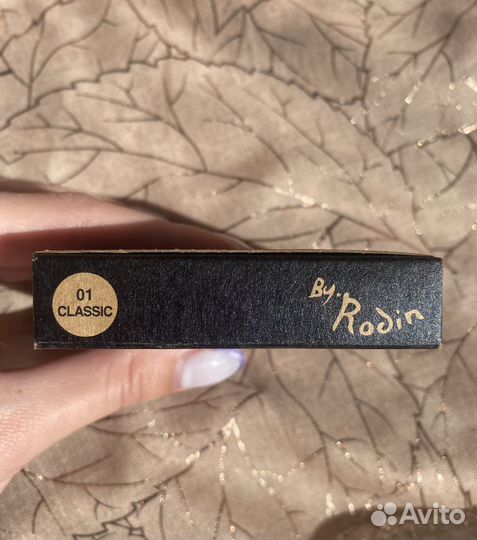 01
CLASSIC
By.
Rodin
Avito